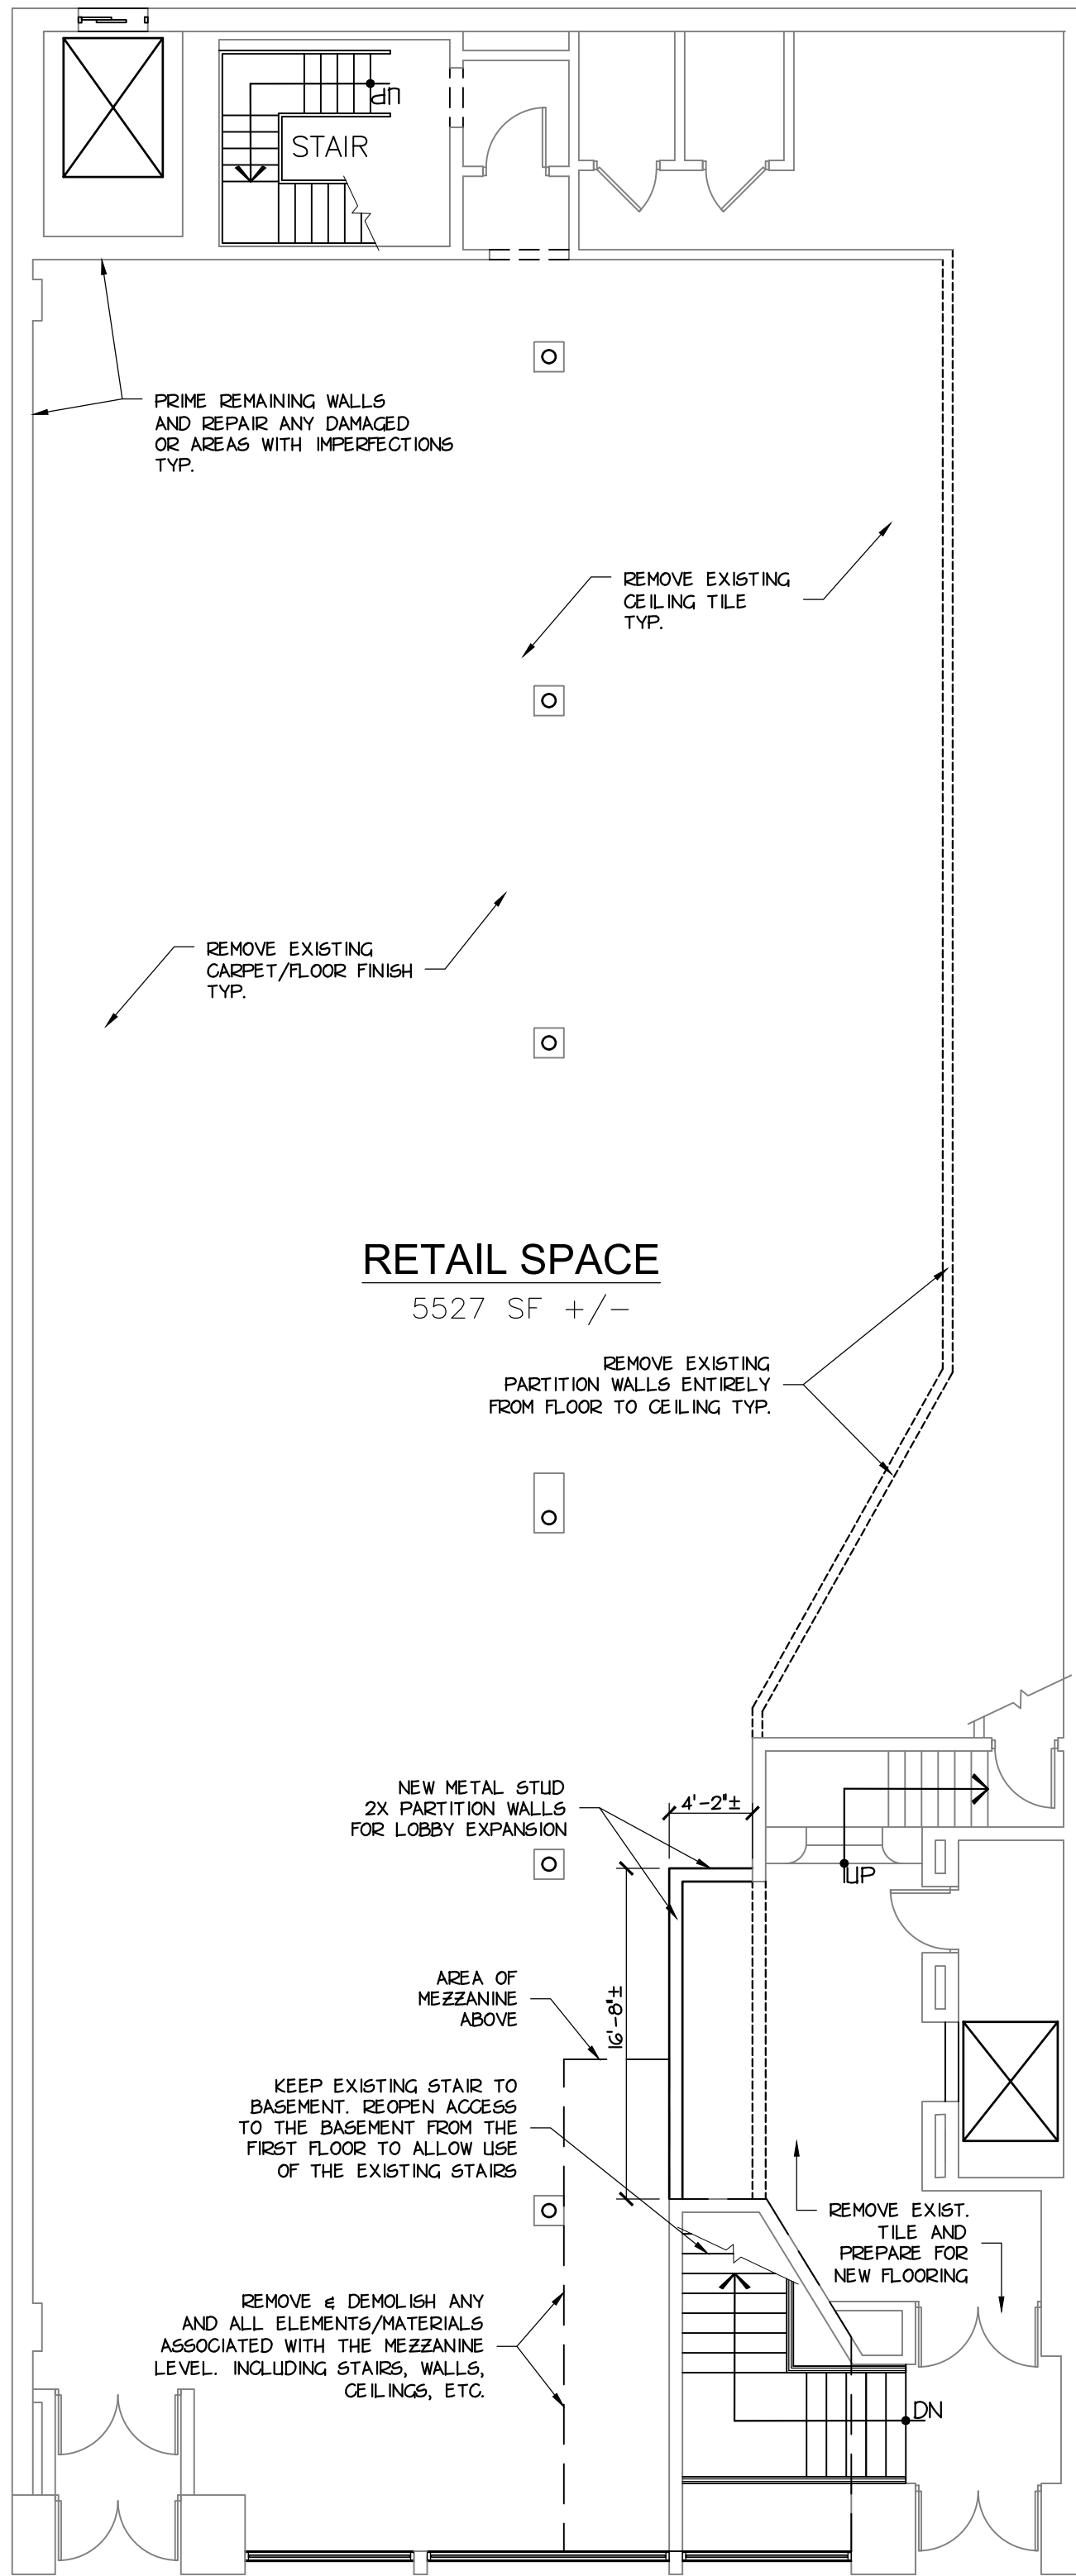 UP
STAIR
PRIME REMAINING WALLS
AND REPAIR ANY DAMAGED
OR AREAS WITH IMPERFECTIONS
TYP.
REMOVE EXISTING
CEILING TILE
TYP.
REMOVE EXISTING
CARPET/FLOOR FINISH
TYP.
RETAIL SPACE
5527 SF +/-
REMOVE EXISTING
PARTITION WALLS ENTIRELY
FROM FLOOR TO CEILING TYP.
NEW METAL STUD
2X PARTITION WALLS
FOR LOBBY EXPANSION
4'-2"±
UP
16'-8"±
AREA OF
MEZZANINE
ABOVE
KEEP EXISTING STAIR TO
BASEMENT. REOPEN ACCESS
TO THE BASEMENT FROM THE
FIRST FLOOR TO ALLOW USE
OF THE EXISTING STAIRS
REMOVE EXIST.
TILE AND
PREPARE FOR
NEW FLOORING
REMOVE & DEMOLISH ANY
AND ALL ELEMENTS/MATERIALS
ASSOCIATED WITH THE MEZZANINE
LEVEL. INCLUDING STAIRS, WALLS,
CEILINGS, ETC.
DN